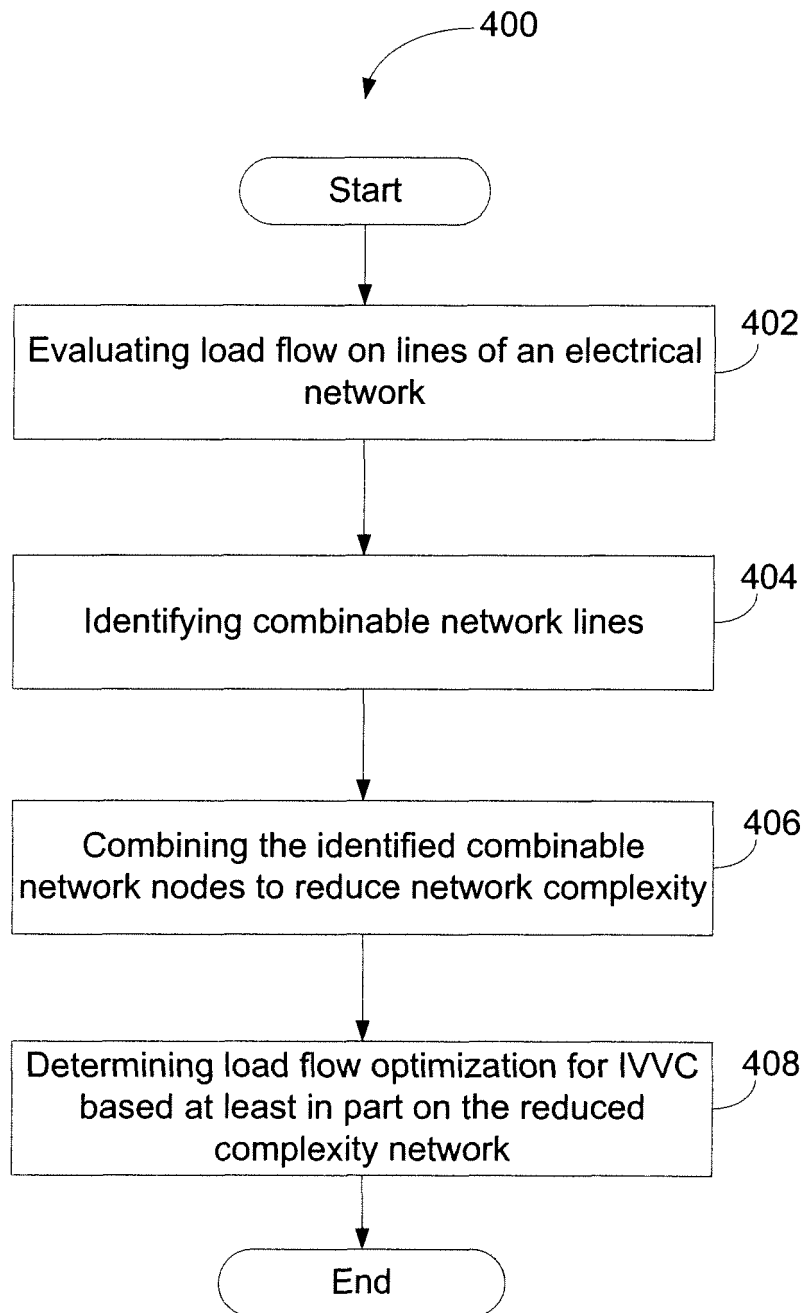 400
Start
Evaluating load flow on lines of an electrical
network
402
Identifying combinable network lines
404
Combining the identified combinable
network nodes to reduce network complexity
406
Determining load flow optimization for IVVC
based at least in part on the reduced
complexity network
408
End